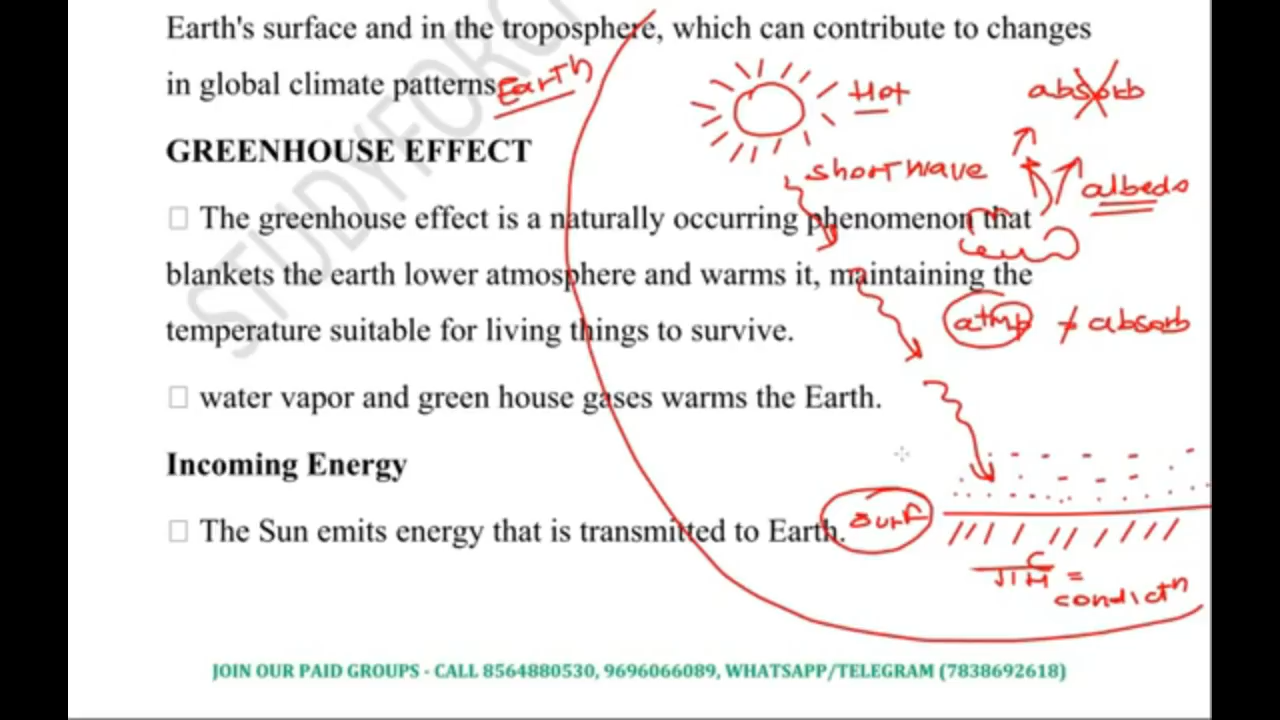 Earth's surface and in the troposphere, which can contribute to changes
in global climate patterns
Earth
Hot
absorb
GREENHOUSE EFFECT
short wave
albedo
The greenhouse effect is a naturally occurring phenomenon that
blankets the earth lower atmosphere and warms it, maintaining the
temperature suitable for living things to survive.
atmp ≠ absorb
water vapor and green house gases warms the Earth.
Incoming Energy
The Sun emits energy that is transmitted to Earth.
surf
condictn
JOIN OUR PAID GROUPS - CALL 8564880530, 9696066089, WHATSAPP/TELEGRAM (7838692618)